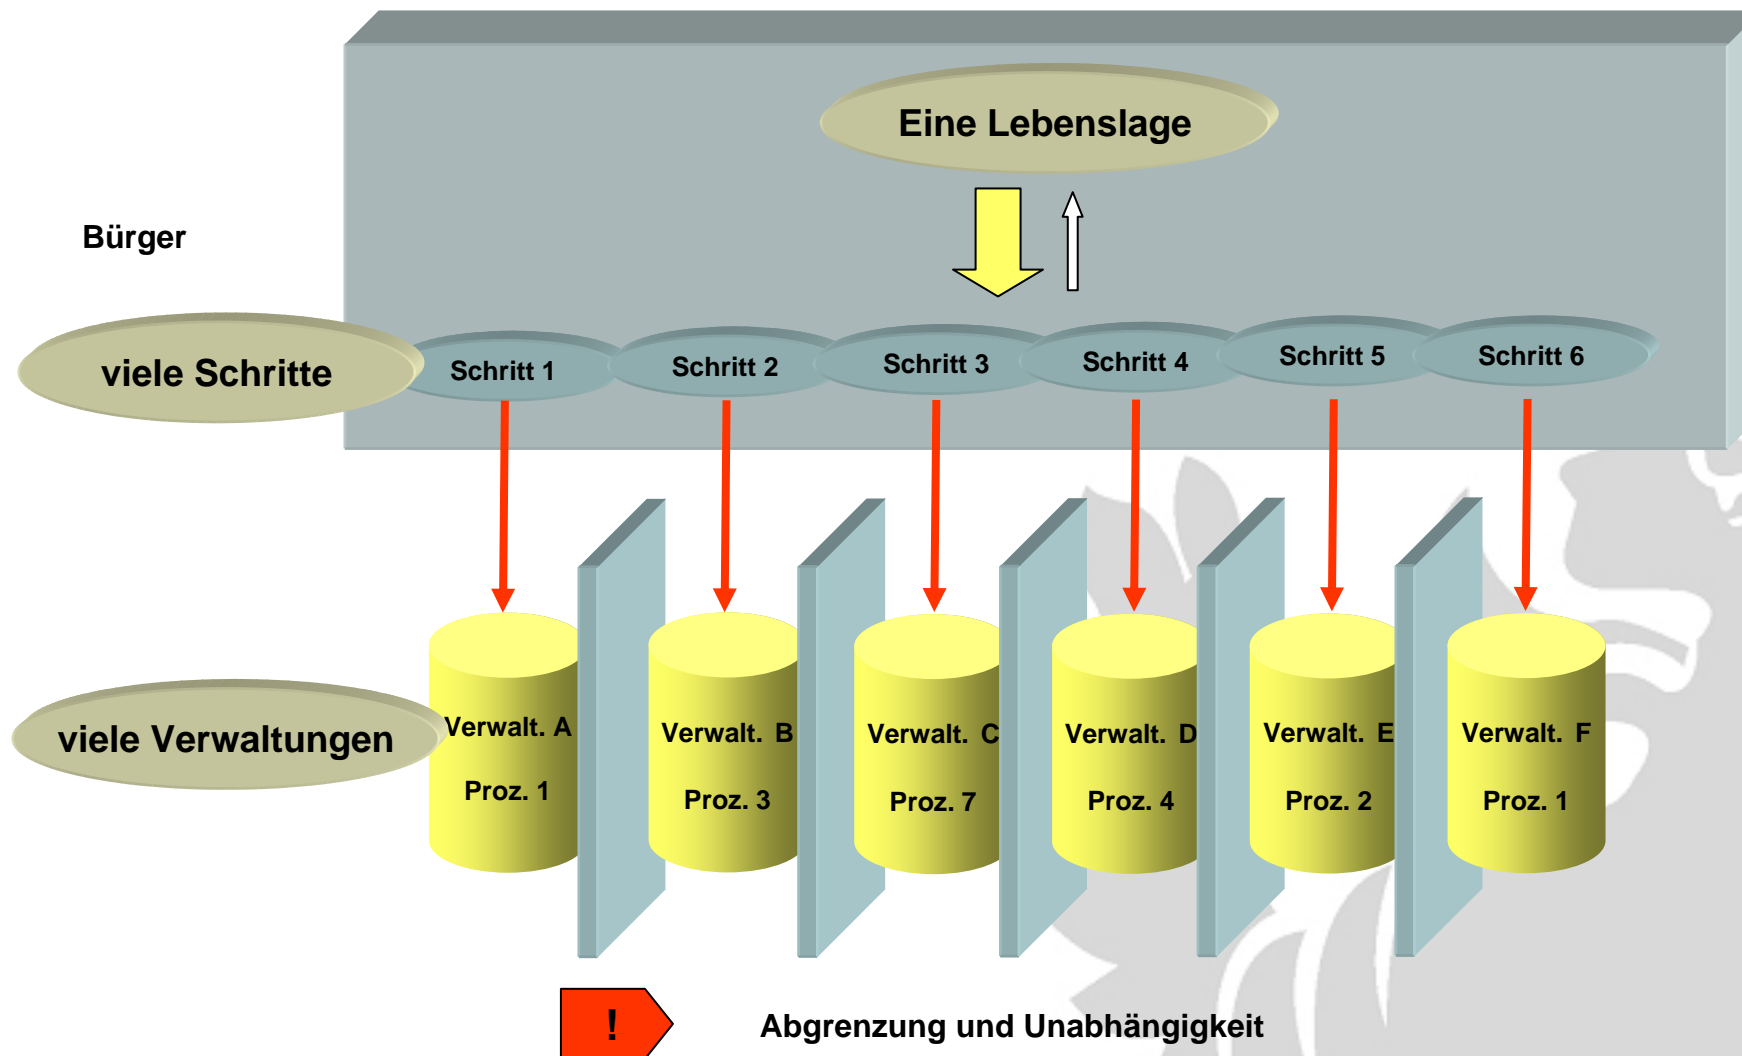 Eine Lebenslage
Bürger
viele Schritte
Schritt 1
Schritt 2
Schritt 3
Schritt 4
Schritt 5
Schritt 6
viele Verwaltungen
Verwalt. A
Proz. 1
Verwalt. B
Proz. 3
Verwalt. C
Proz. 7
Verwalt. D
Proz. 4
Verwalt. E
Proz. 2
Verwalt. F
Proz. 1
!
Abgrenzung und Unabhängigkeit